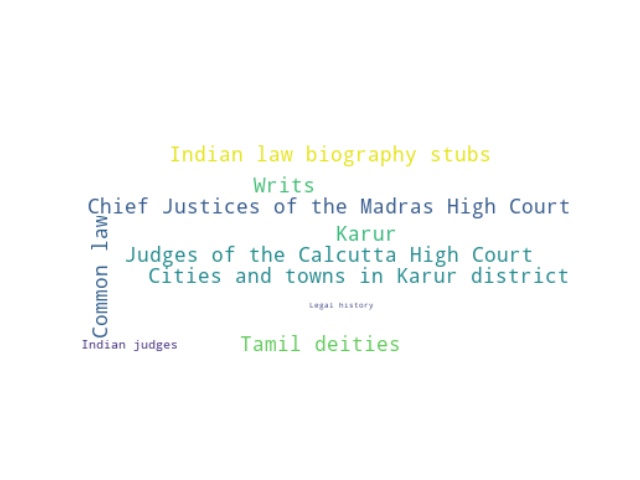 Indian law biography stubs
Writs
Chief Justices of the Madras High Court
Common law
Karur
Judges of the Calcutta High Court
Cities and towns in Karur district
Legal history
Indian judges
Tamil deities